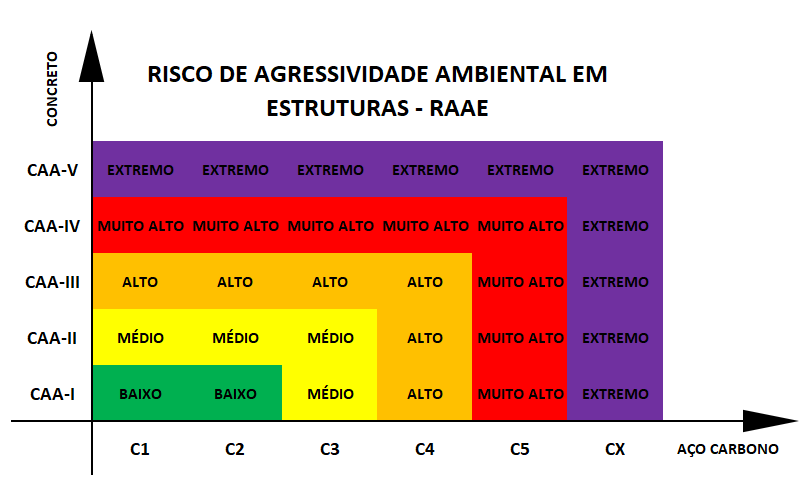 CONCRETO
RISCO DE AGRESSIVIDADE AMBIENTAL EM
ESTRUTURAS - RAAE
CAA-V EXTREMO EXTREMO EXTREMO EXTREMO EXTREMO EXTREMO
CAA-IV MUITO ALTO MUITO ALTO MUITO ALTO MUITO ALTO MUITO ALTO EXTREMO
CAA-III ALTO ALTO ALTO ALTO MUITO ALTO EXTREMO
CAA-II MÉDIO MÉDIO MÉDIO ALTO MUITO ALTO EXTREMO
CAA-I BAIXO BAIXO MÉDIO ALTO MUITO ALTO EXTREMO
C1 C2 C3 C4 C5 CX AÇO CARBONO